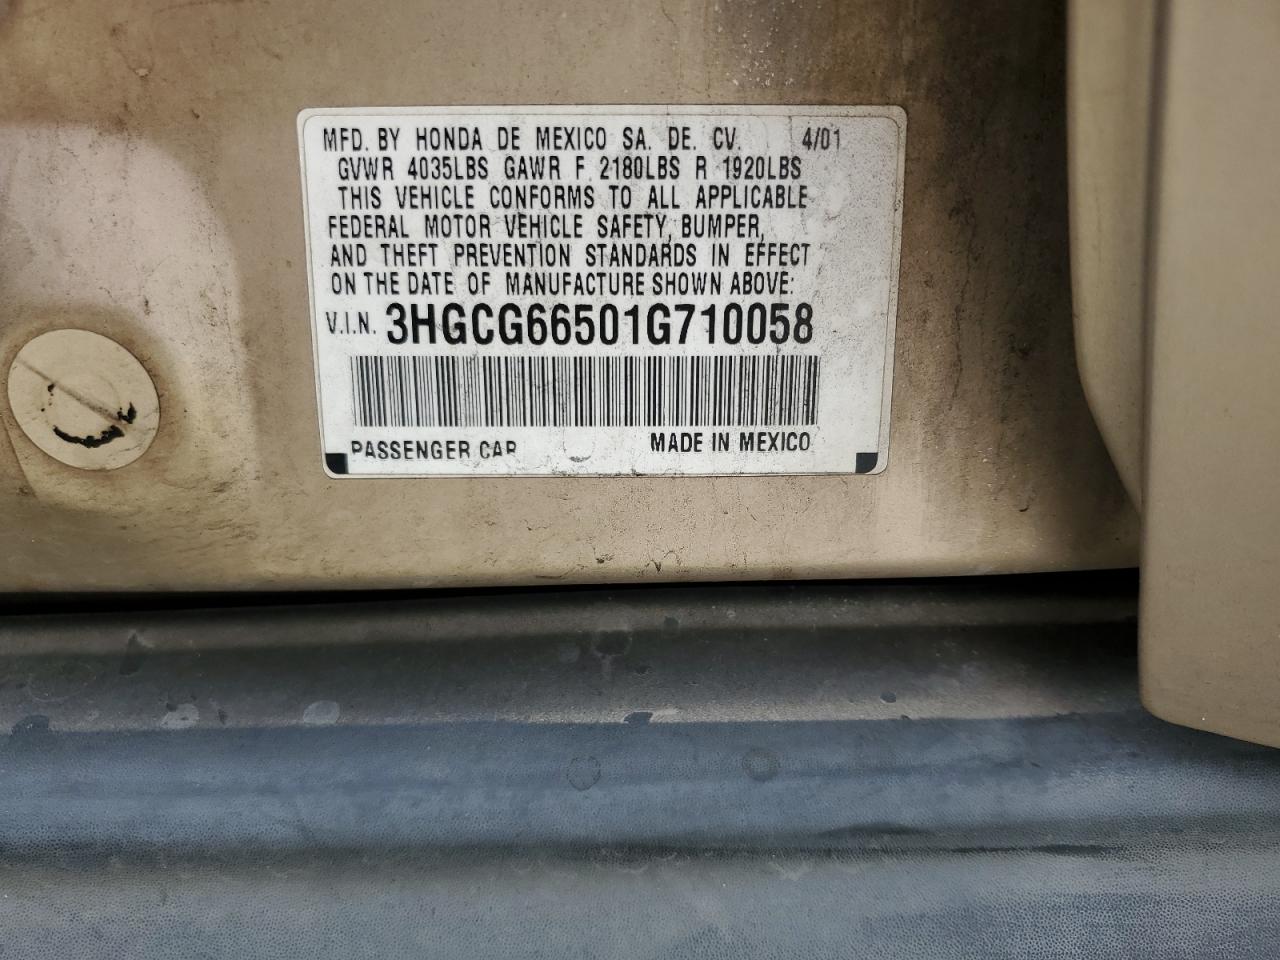 MFD. BY HONDA DE MEXICO SA. DE. CV. 4/01
GVWR 4035LBS GAWR F 2180LBS R 1920LBS
THIS VEHICLE CONFORMS TO ALL APPLICABLE
FEDERAL MOTOR VEHICLE SAFETY, BUMPER,
AND THEFT PREVENTION STANDARDS IN EFFECT
ON THE DATE OF MANUFACTURE SHOWN ABOVE:
V.I.N. 3HGCG66501G710058
PASSENGER CAR MADE IN MEXICO